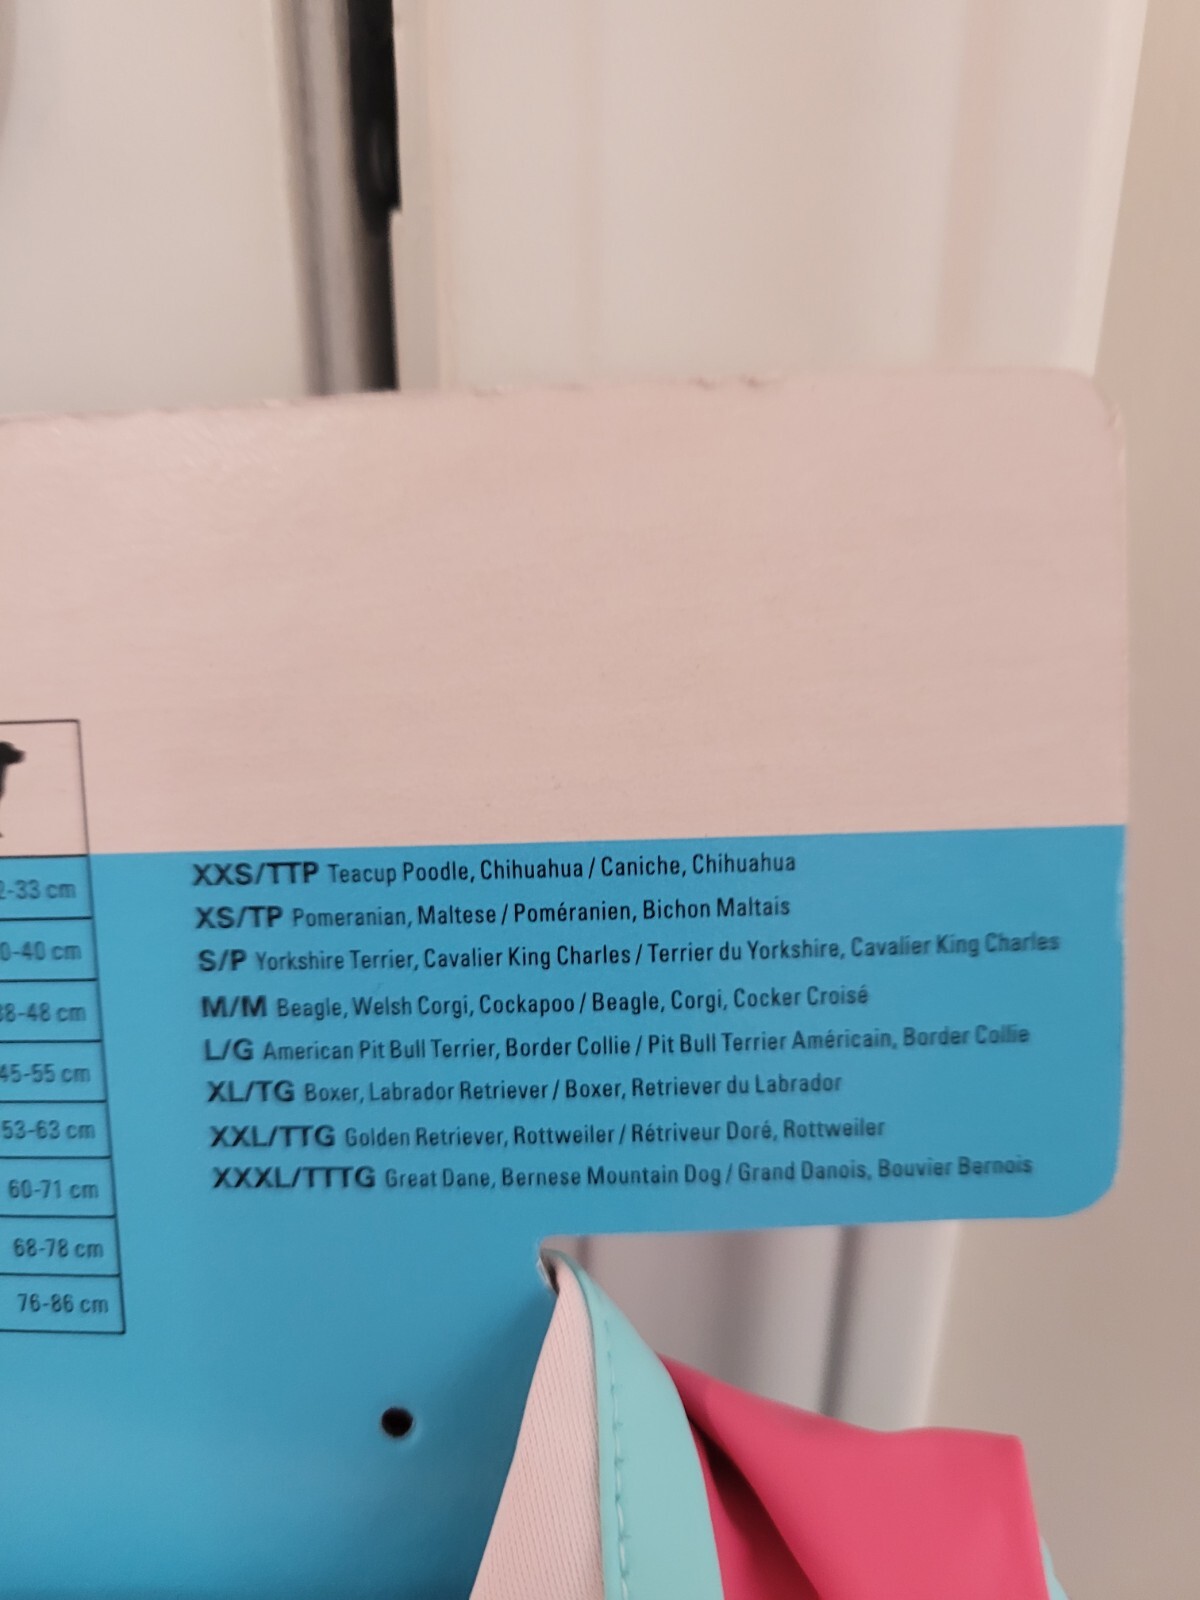 XXS/TTP Teacup Poodle, Chihuahua / Caniche, Chihuahua
XS/TP Pomeranian, Maltese / Poméranien, Bichon Maltais
S/P Yorkshire Terrier, Cavalier King Charles / Terrier du Yorkshire, Cavalier King Charles
M/M Beagle, Welsh Corgi, Cockapoo / Beagle, Corgi, Cocker Croisé
L/G American Pit Bull Terrier, Border Collie / Pit Bull Terrier Américain, Border Collie
XL/TG Boxer, Labrador Retriever / Boxer, Retriever du Labrador
XXL/TTG Golden Retriever, Rottweiler / Rétriveur Doré, Rottweiler
XXXL/TTTG Great Dane, Bernese Mountain Dog / Grand Danois, Bouvier Bernois
2-33 cm
0-40 cm
38-48 cm
45-55 cm
53-63 cm
60-71 cm
68-78 cm
76-86 cm